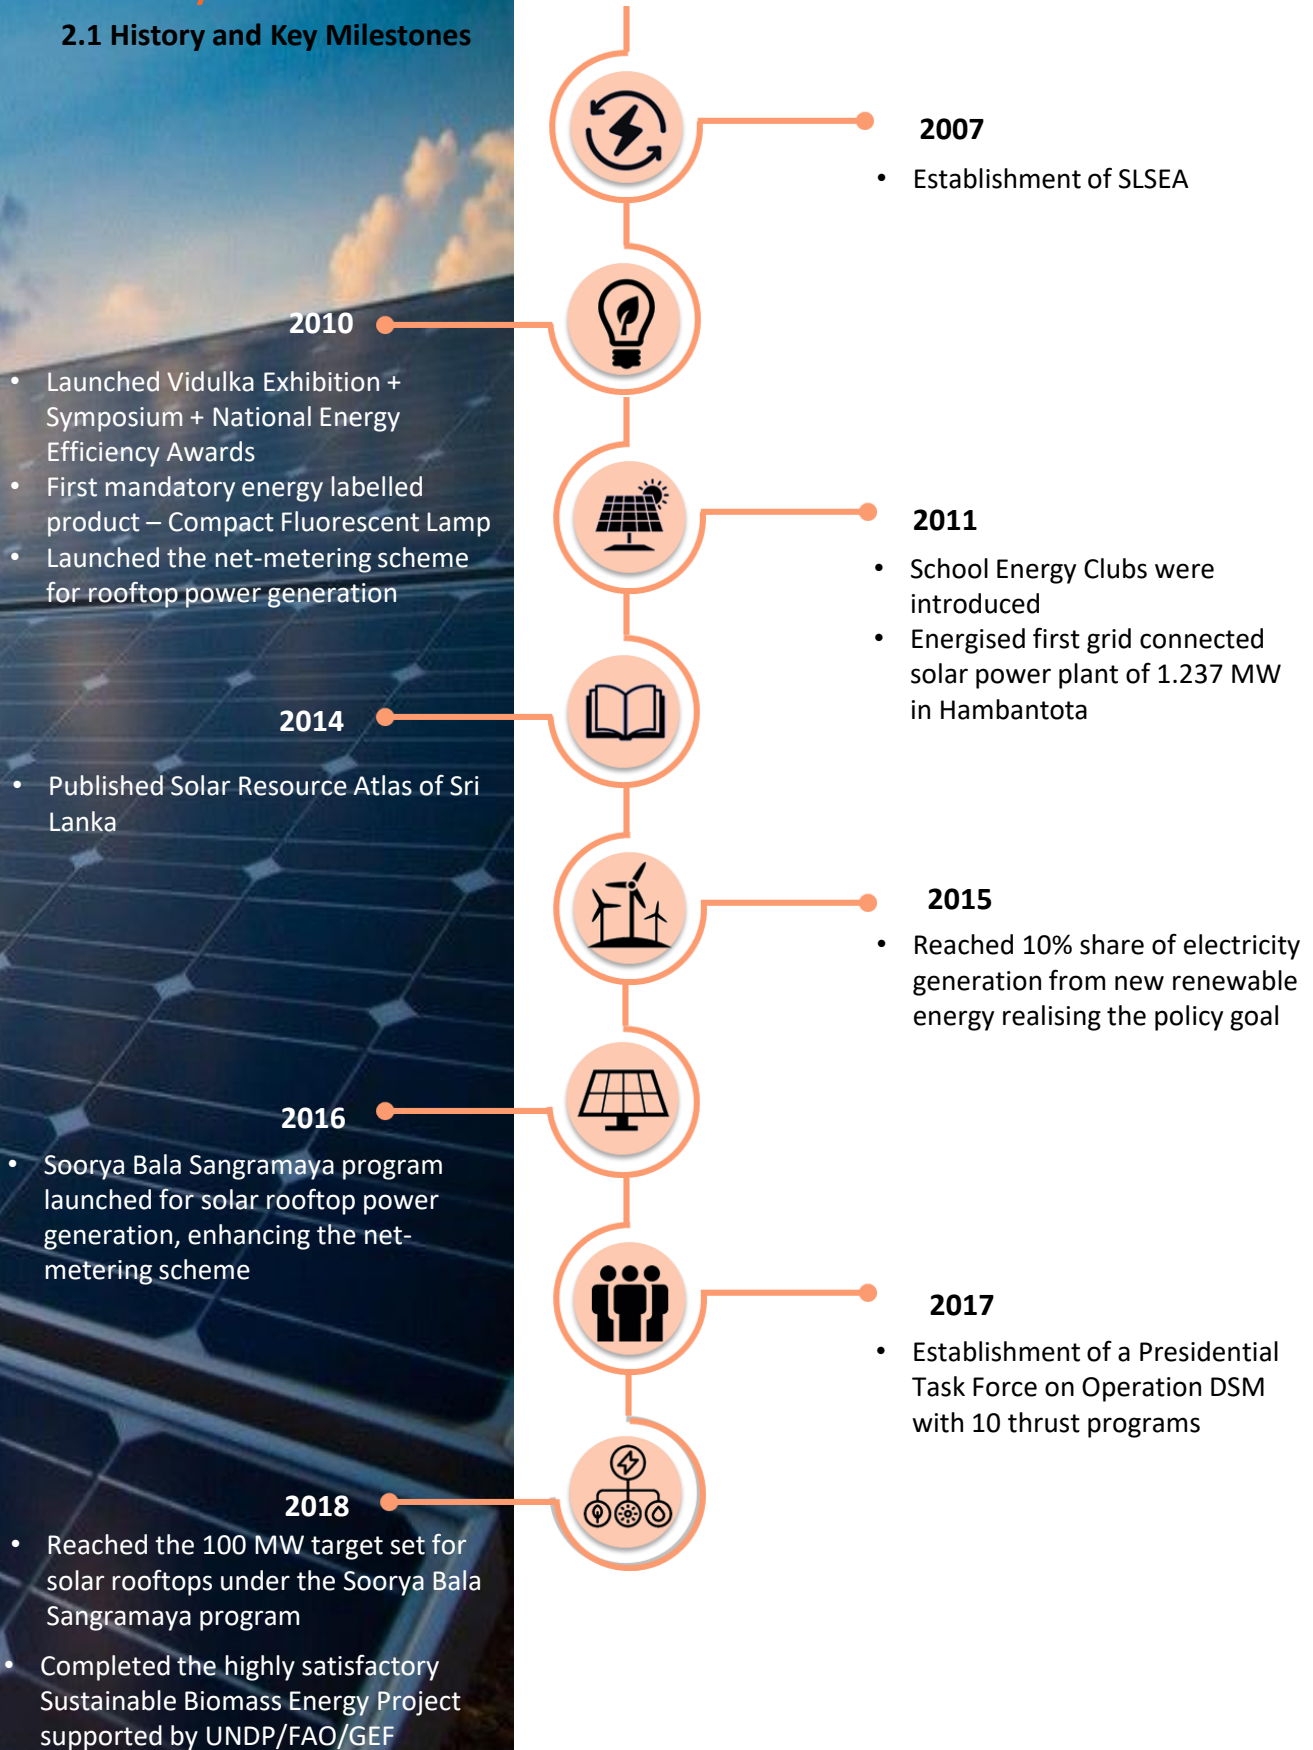 2.1 History and Key Milestones
2007
• Establishment of SLSEA
2010
• Launched Vidulka Exhibition +
Symposium + National Energy
Efficiency Awards
• First mandatory energy labelled
product – Compact Fluorescent Lamp
• Launched the net-metering scheme
for rooftop power generation
2011
• School Energy Clubs were
introduced
• Energised first grid connected
solar power plant of 1.237 MW
in Hambantota
2014
• Published Solar Resource Atlas of Sri
Lanka
2015
• Reached 10% share of electricity
generation from new renewable
energy realising the policy goal
2016
• Soorya Bala Sangramaya program
launched for solar rooftop power
generation, enhancing the net-
metering scheme
2017
• Establishment of a Presidential
Task Force on Operation DSM
with 10 thrust programs
2018
• Reached the 100 MW target set for
solar rooftops under the Soorya Bala
Sangramaya program
• Completed the highly satisfactory
Sustainable Biomass Energy Project
supported by UNDP/FAO/GEF